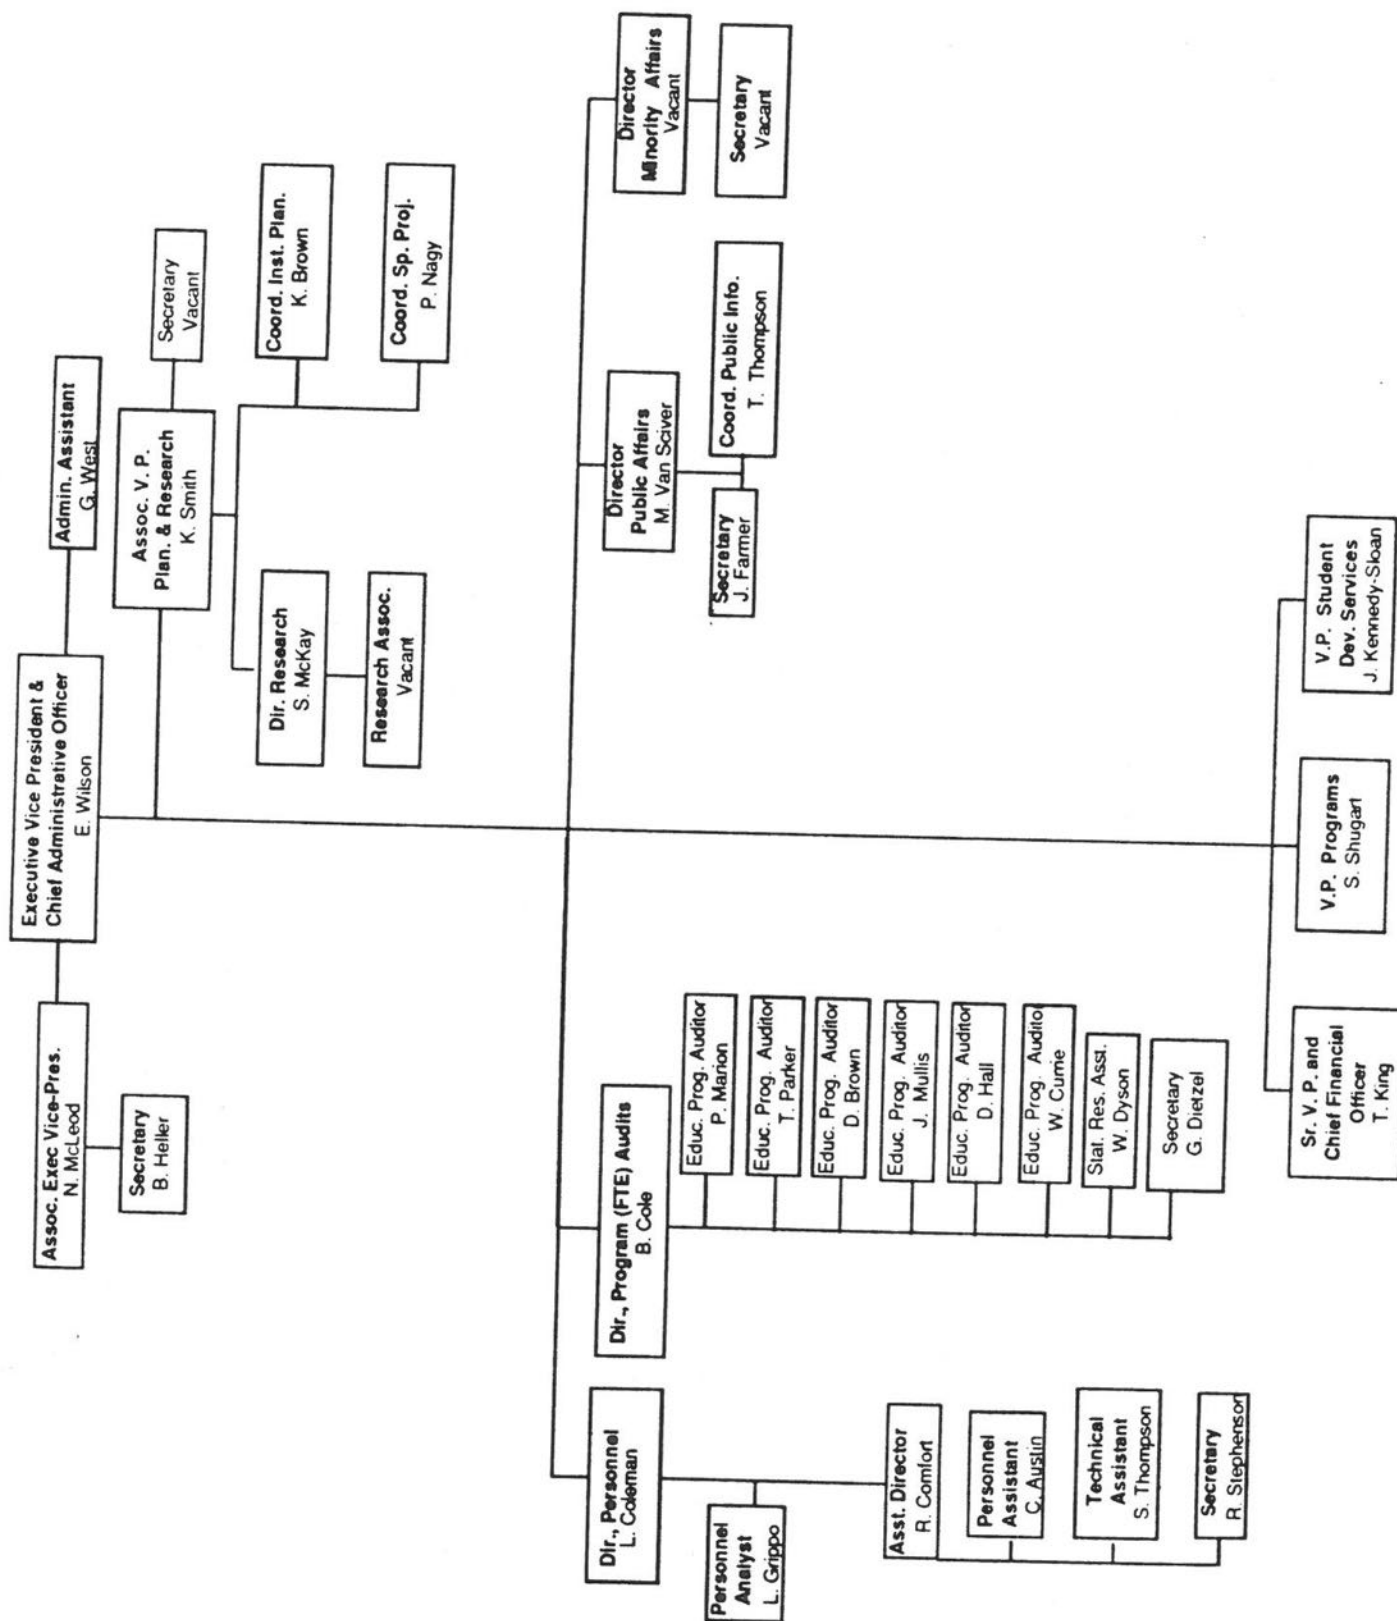 Executive Vice President &
Chief Administrative Officer
E. Wilson
Assoc. Exec Vice-Pres.
N. McLeod
Secretary
B. Heller
Admin. Assistant
G. West
Assoc. V. P.
Plan. & Research
K. Smith
Secretary
Vacant
Dir. Research
S. McKay
Research Assoc.
Vacant
Coord. Inst. Plan.
K. Brown
Coord. Sp. Proj.
P. Nagy
Dir., Personnel
L. Coleman
Personnel
Analyst
L. Grippo
Asst. Director
R. Comfort
Personnel
Assistant
C. Austin
Technical
Assistant
S. Thompson
Secretary
R. Stephenson
Dir., Program (FTE) Audits
B. Cole
Educ. Prog. Auditor
P. Marion
Educ. Prog. Auditor
T. Parker
Educ. Prog. Auditor
D. Brown
Educ. Prog. Auditor
J. Mullis
Educ. Prog. Auditor
D. Hall
Educ. Prog. Auditor
W. Currie
Stat. Res. Asst.
W. Dyson
Secretary
G. Dietzel
Director
Public Affairs
M. Van Sciver
Secretary
J. Farmer
Coord. Public Info.
T. Thompson
Director
Minority Affairs
Vacant
Secretary
Vacant
Sr. V. P. and
Chief Financial
Officer
T. King
V.P. Programs
S. Shugart
V.P. Student
Dev. Services
J. Kennedy-Sloan